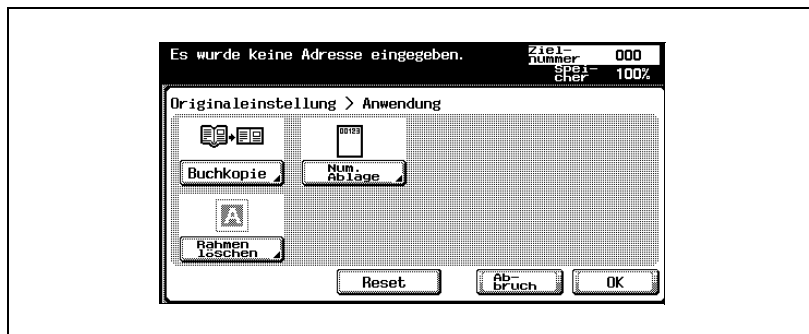 Es wurde keine Adresse eingegeben.
Ziel-
nummer 000
Spei-
cher 100%
Originaleinstellung > Anwendung
00123
Buchkopie
Num.
Ablage
A
Rahmen
löschen
Reset
Ab-
bruch
OK